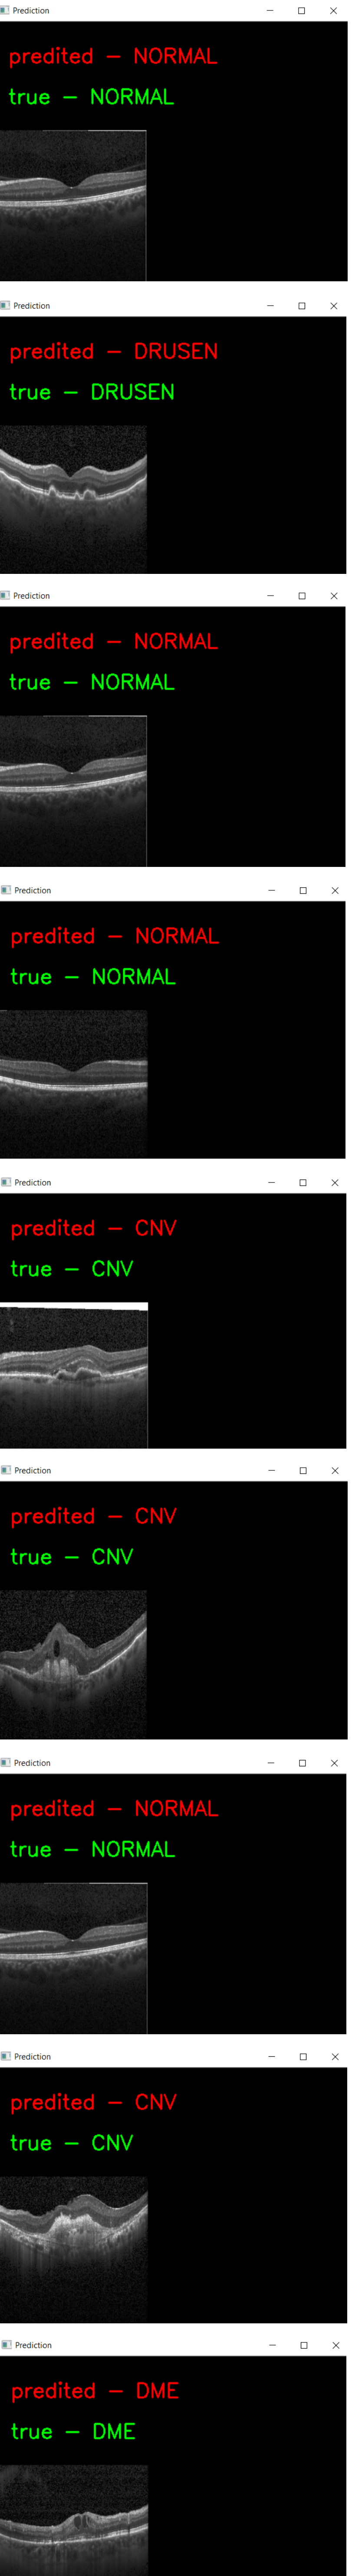 Prediction
predited - NORMAL
true - NORMAL
Prediction
predited - DRUSEN
true - DRUSEN
Prediction
predited - NORMAL
true - NORMAL
Prediction
predited - NORMAL
true - NORMAL
Prediction
predited - CNV
true - CNV
Prediction
predited - CNV
true - CNV
Prediction
predited - NORMAL
true - NORMAL
Prediction
predited - CNV
true - CNV
Prediction
predited - DME
true - DME